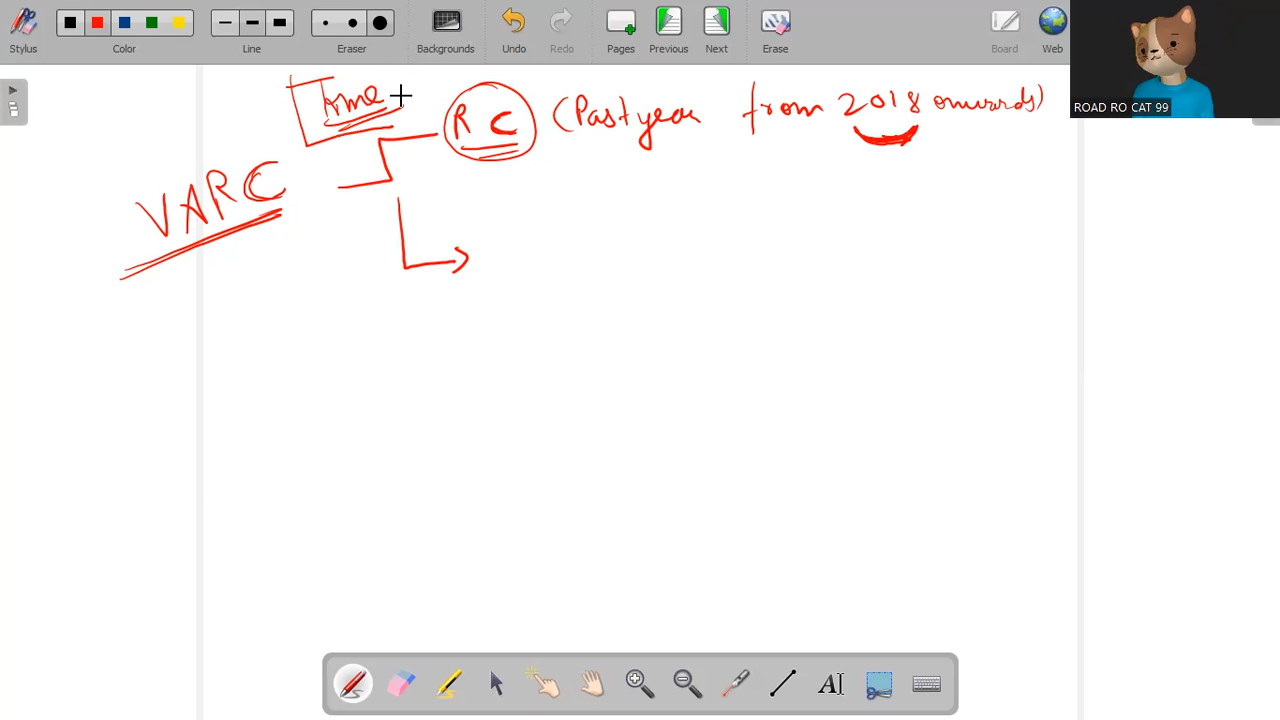 Stylus
Color
Line
Eraser
Backgrounds
Undo
Redo
Pages
Previous
Next
Erase
Board
Web
ROAD RO CAT 99
Time
RC (Past year from 2018 onwards)
VARC
AI